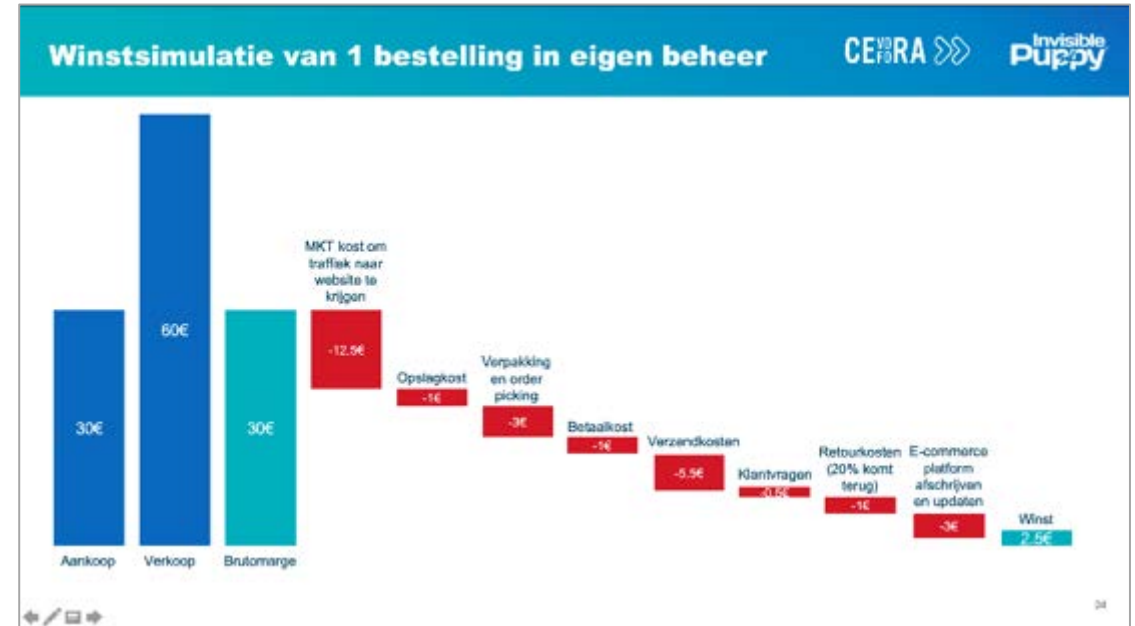 Winstsimulatie van 1 bestelling in eigen beheer
CEVORA
FOR
Invisible
Puppy
MKT kost om
traffiek naar
website te
krijgen
60€
-12.5€
Verpakking
en order
picking
Opslagkost
-1€
30€
30€
-3€
Betaalkost
-1€
Verzendkosten
-5.5€
Klantvragen
-0.5€
Retourkosten
(20% komt
terug)
-1€
E-commerce
platform
afschrijven
en updaten
-3€
Winst
2.5€
Aankoop
Verkoop
Brutomarge